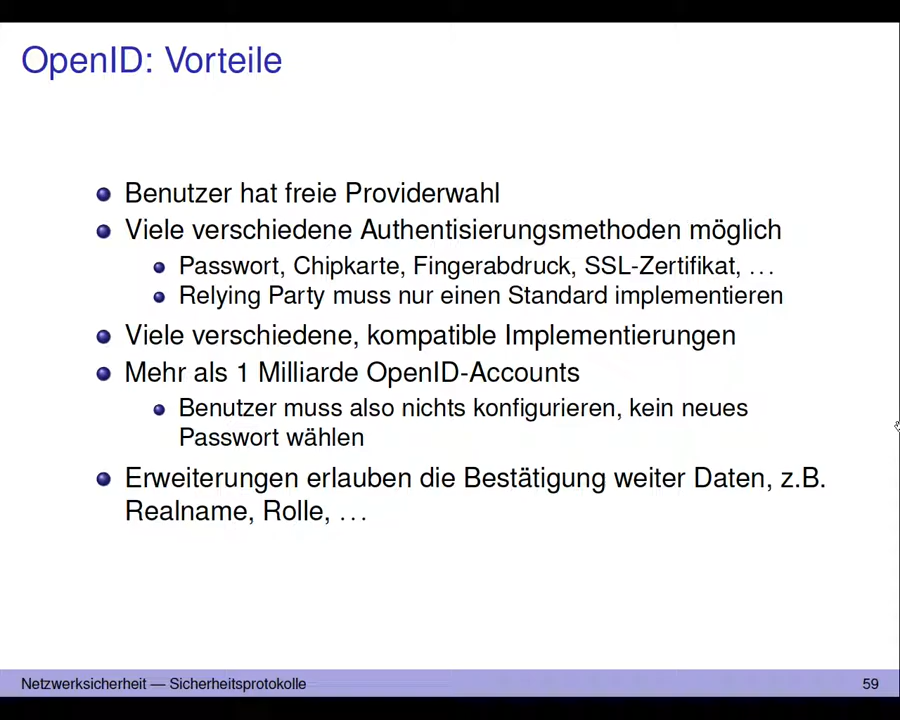 OpenID: Vorteile
Benutzer hat freie Providerwahl
Viele verschiedene Authentisierungsmethoden möglich
Passwort, Chipkarte, Fingerabdruck, SSL-Zertifikat, ...
Relying Party muss nur einen Standard implementieren
Viele verschiedene, kompatible Implementierungen
Mehr als 1 Milliarde OpenID-Accounts
Benutzer muss also nichts konfigurieren, kein neues
Passwort wählen
Erweiterungen erlauben die Bestätigung weiter Daten, z.B.
Realname, Rolle, ...
Netzwerksicherheit — Sicherheitsprotokolle 59